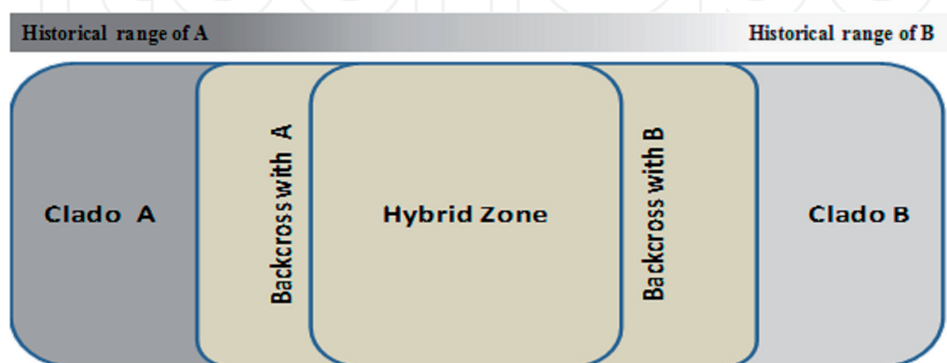 Historical range of A
Historical range of B
Clado A
Backcross with A
Hybrid Zone
Backcross with B
Clado B